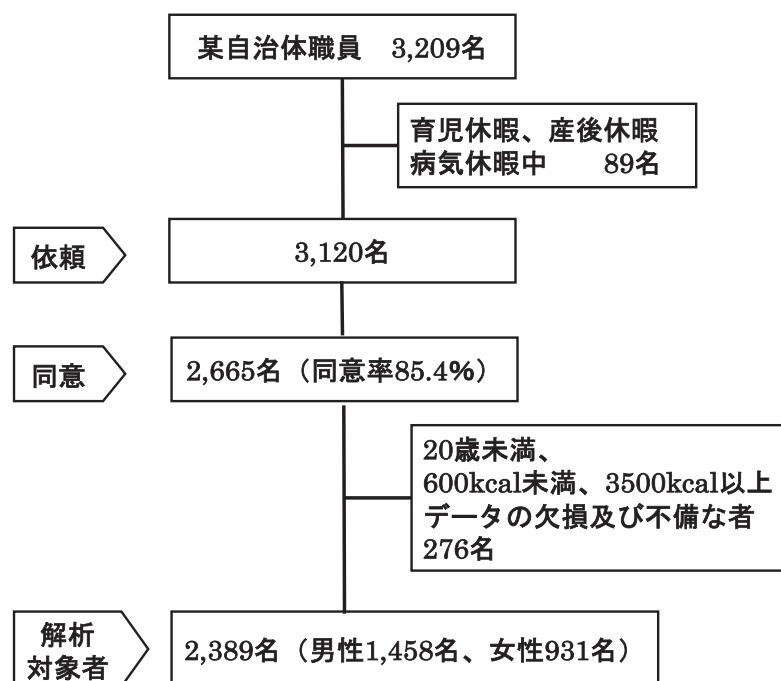 某自治体職員　3,209名
育児休暇、産後休暇
病気休暇中　　89名
依頼
3,120名
同意
2,665名（同意率85.4%）
20歳未満、
600kcal未満、3500kcal以上
データの欠損及び不備な者
276名
解析
対象者
2,389名（男性1,458名、女性931名）